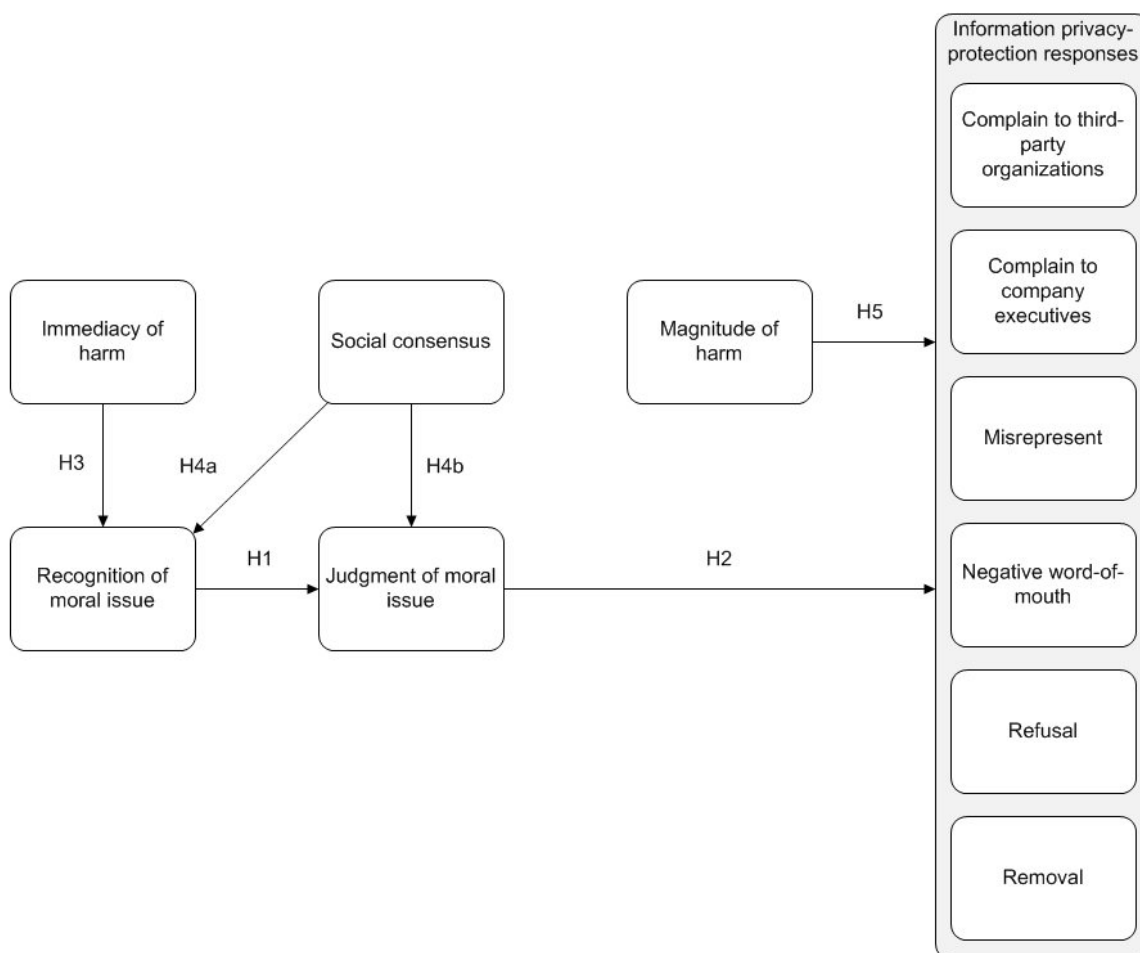 Information privacy-
protection responses
Complain to third-
party
organizations
Complain to
company
executives
Misrepresent
Negative word-of-
mouth
Refusal
Removal
Immediacy of
harm
Social consensus
Magnitude of
harm
H5
H3
H4a
H4b
Recognition of
moral issue
H1
Judgment of moral
issue
H2